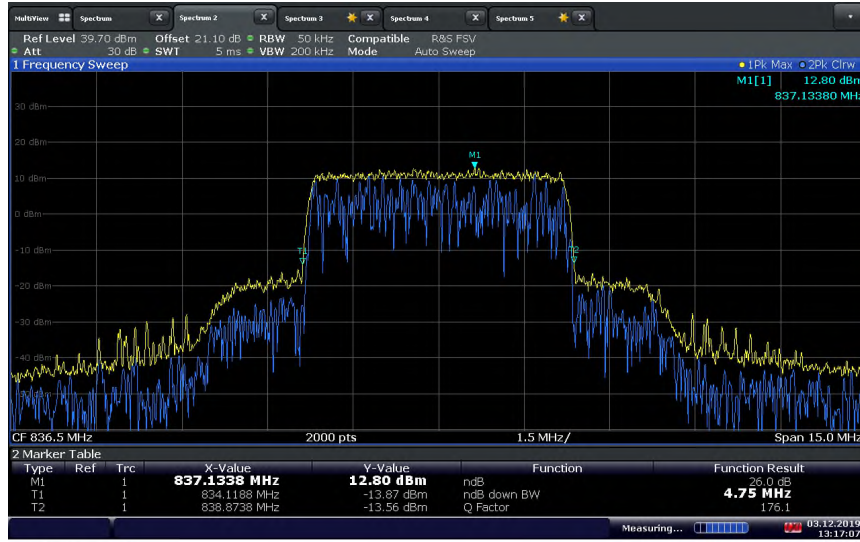 MultiView Spectrum X Spectrum 2 X Spectrum 3 X Spectrum 4 X Spectrum 5 X
Ref Level 39.70 dBm Offset 21.10 dB RBW 50 kHz Compatible R&S FSV
Att 30 dB SWT 5 ms VBW 200 kHz Mode Auto Sweep
1 Frequency Sweep 1Pk Max 2Pk Clrw
M1[1] 12.80 dBm
837.13380 MHz
30 dBm
20 dBm
M1
10 dBm
0 dBm
-10 dBm
T1 T2
-20 dBm
-30 dBm
-40 dBm
CF 836.5 MHz 2000 pts 1.5 MHz/ Span 15.0 MHz
2 Marker Table
Type Ref Trc X-Value Y-Value Function Function Result
M1 1 837.1338 MHz 12.80 dBm ndB 26.0 dB
T1 1 834.1188 MHz -13.87 dBm ndB down BW 4.75 MHz
T2 1 838.8738 MHz -13.56 dBm Q Factor 176.1
Measuring... 03.12.2019
13:17:07